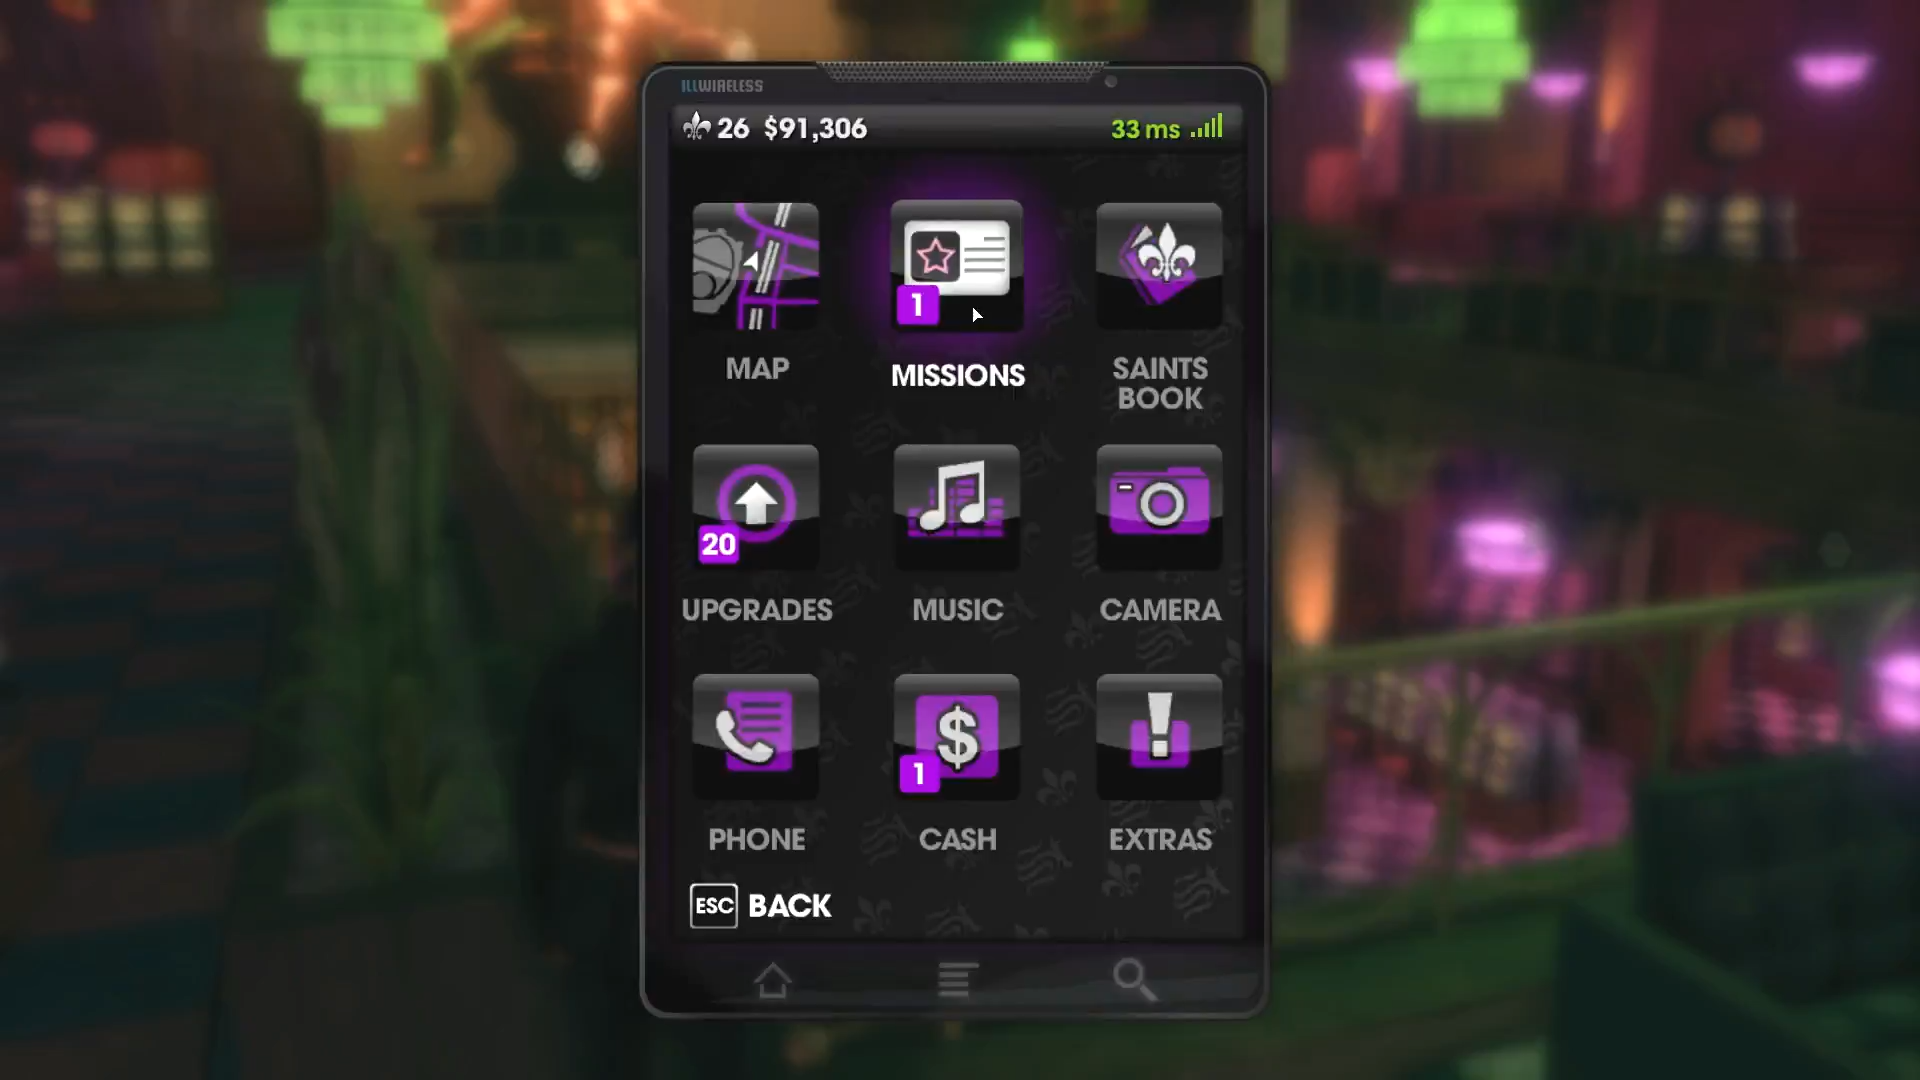 ILLWIRELESS
26 $91,306 33 ms
1
MAP MISSIONS SAINTS
BOOK
20
UPGRADES MUSIC CAMERA
$
!
1
PHONE CASH EXTRAS
ESC BACK